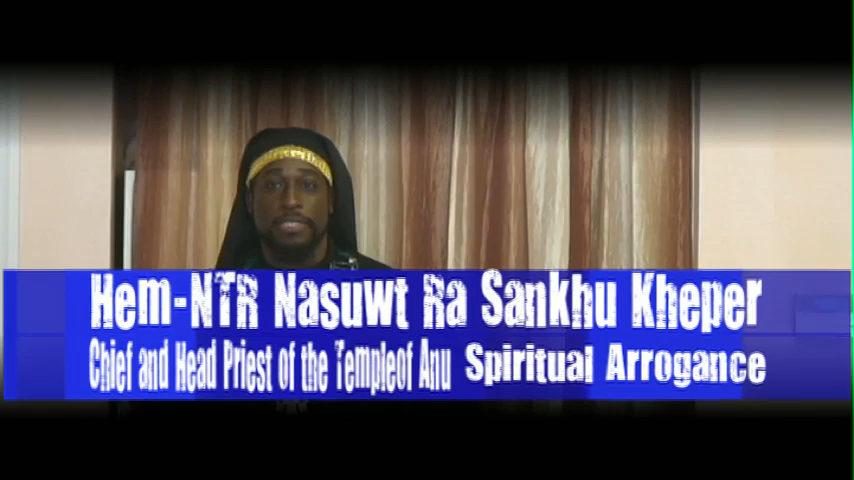 Hem-NTR Nasuwt Ra Sankhu Kheper
Chief and Head Priest of the Templeof Anu Spiritual Arrogance